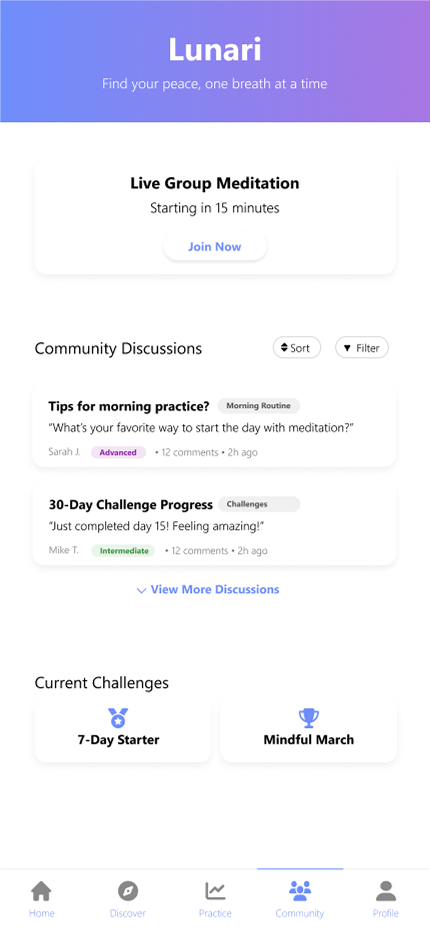 Lunari
Find your peace, one breath at a time
Live Group Meditation
Starting in 15 minutes
Join Now
Community Discussions
Sort
Filter
Tips for morning practice? Morning Routine
“What’s your favorite way to start the day with meditation?”
Sarah J. Advanced • 12 comments • 2h ago
30-Day Challenge Progress Challenges
“Just completed day 15! Feeling amazing!”
Mike T. Intermediate • 12 comments • 2h ago
View More Discussions
Current Challenges
7-Day Starter
Mindful March
Home
Discover
Practice
Community
Profile